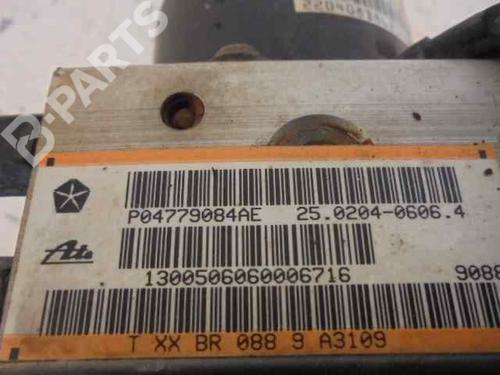 B-PARTS
P04779084AE 25.0204-0606.4
Ate
1300506060006716 9088
T XX BR 088 9 A3109